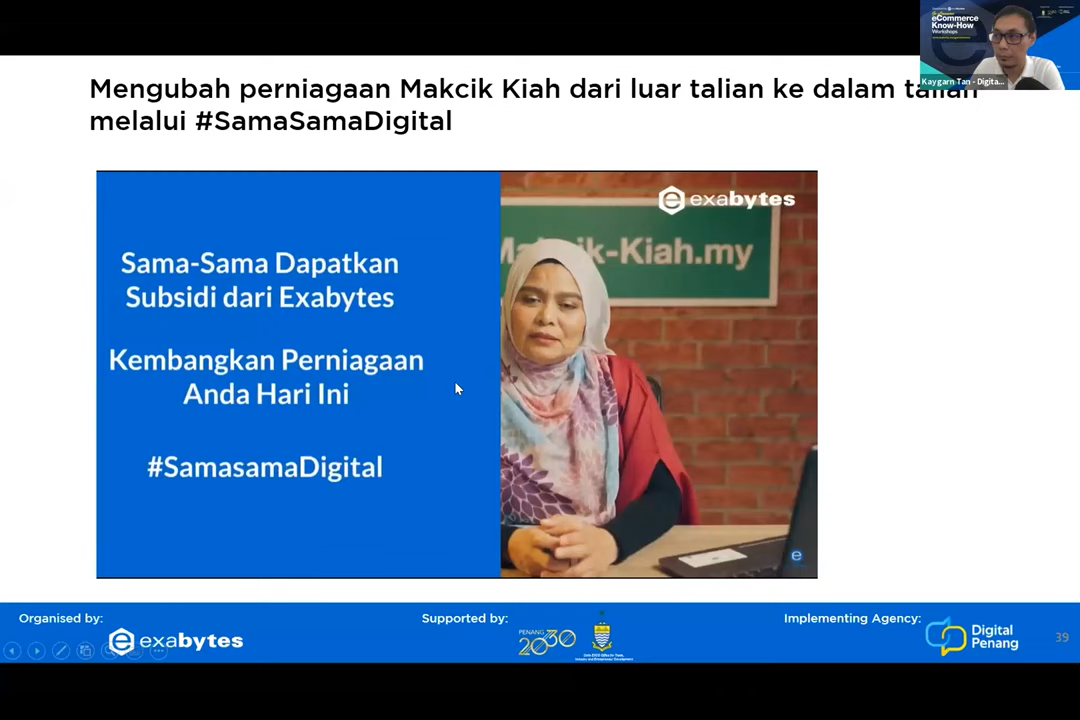 Mengubah perniagaan Makcik Kiah dari luar talian ke dalam talian
melalui #SamaSamaDigital
eCommerce
Know-How
Workshops
Kaygarn Tan - Digita...
exabytes
Sama-Sama Dapatkan
Subsidi dari Exabytes
Kembangkan Perniagaan
Anda Hari Ini
#SamasamaDigital
k-Kiah.my
e
Organised by:
exabytes
Supported by:
PENANG
2030
Implementing Agency:
Digital
Penang
39